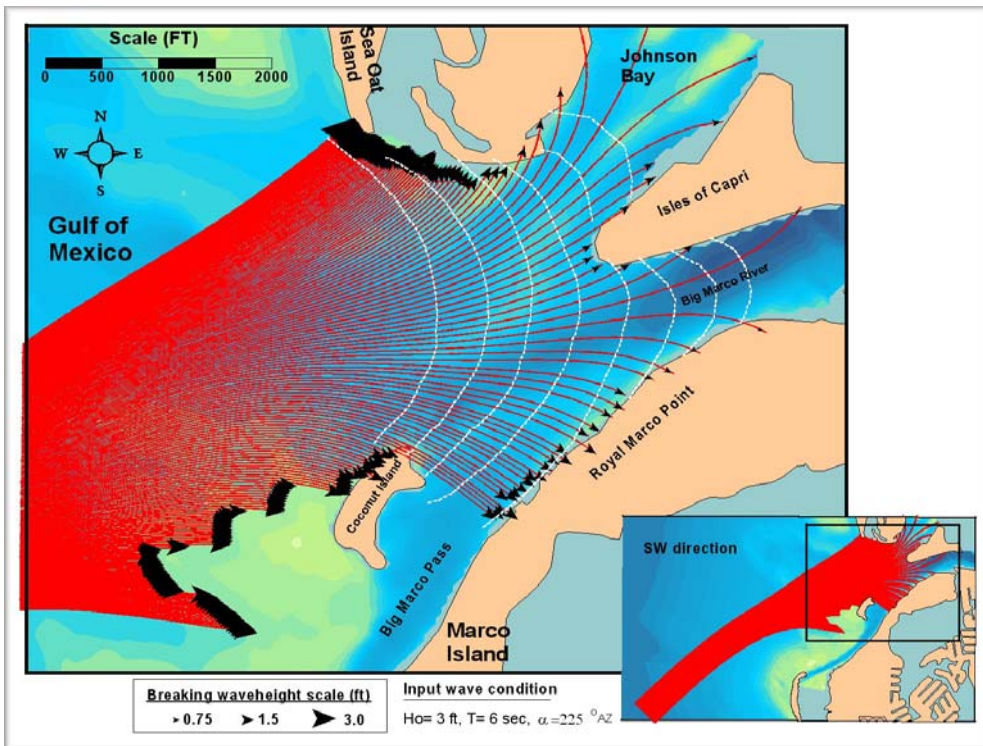 Scale (FT)
0 500 1000 1500 2000
Sea Oat
Island
Johnson
Bay
N
W E
S
Gulf of
Mexico
Isles of Capri
Big Marco River
Royal Marco Point
Coconut Island
Big Marco Pass
Marco
Island
SW direction
Breaking waveheight scale (ft)
0.75 1.5 3.0
Input wave condition
Ho= 3 ft, T= 6 sec, α=225 °AZ